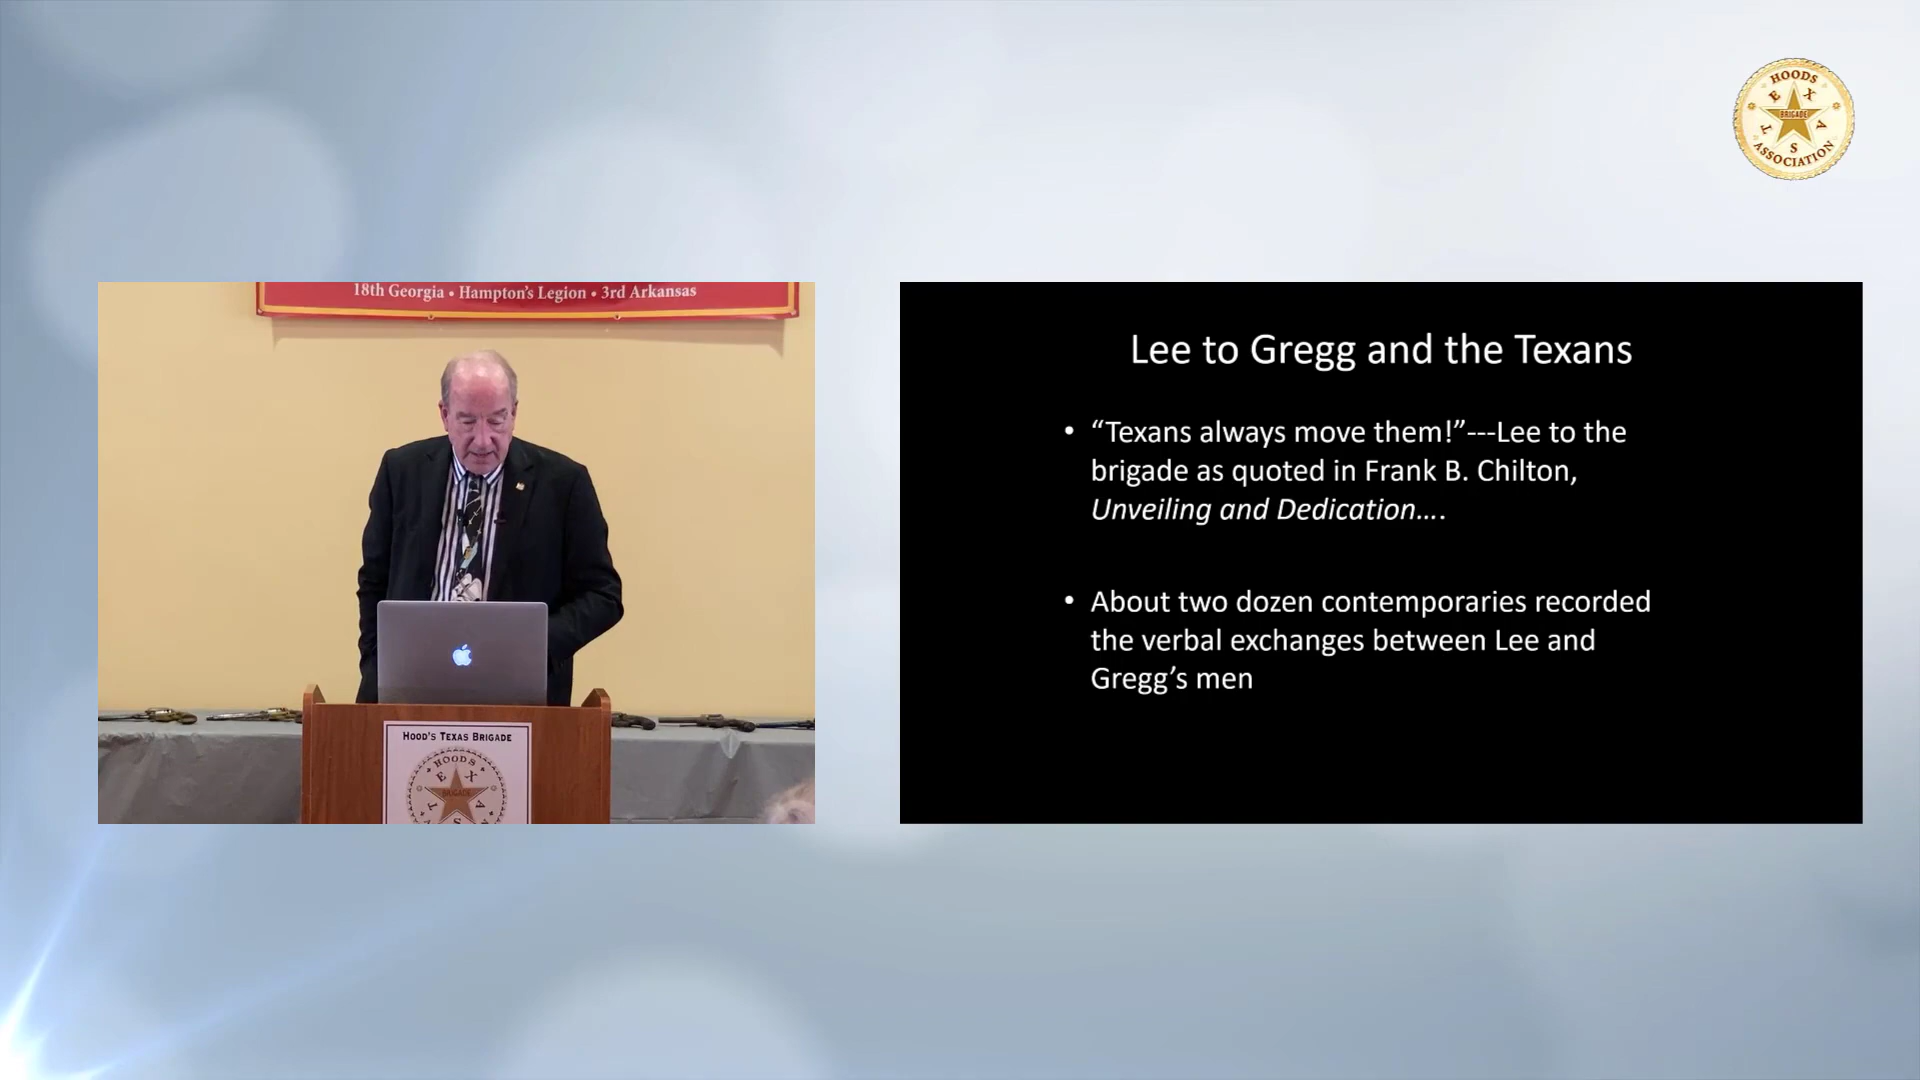 HOODS
TEXAS
BRIGADE
ASSOCIATION
18th Georgia • Hampton's Legion • 3rd Arkansas
HOOD'S TEXAS BRIGADE
HOODS
BRIGADE
Lee to Gregg and the Texans
• “Texans always move them!”---Lee to the
brigade as quoted in Frank B. Chilton,
Unveiling and Dedication….
• About two dozen contemporaries recorded
the verbal exchanges between Lee and
Gregg’s men